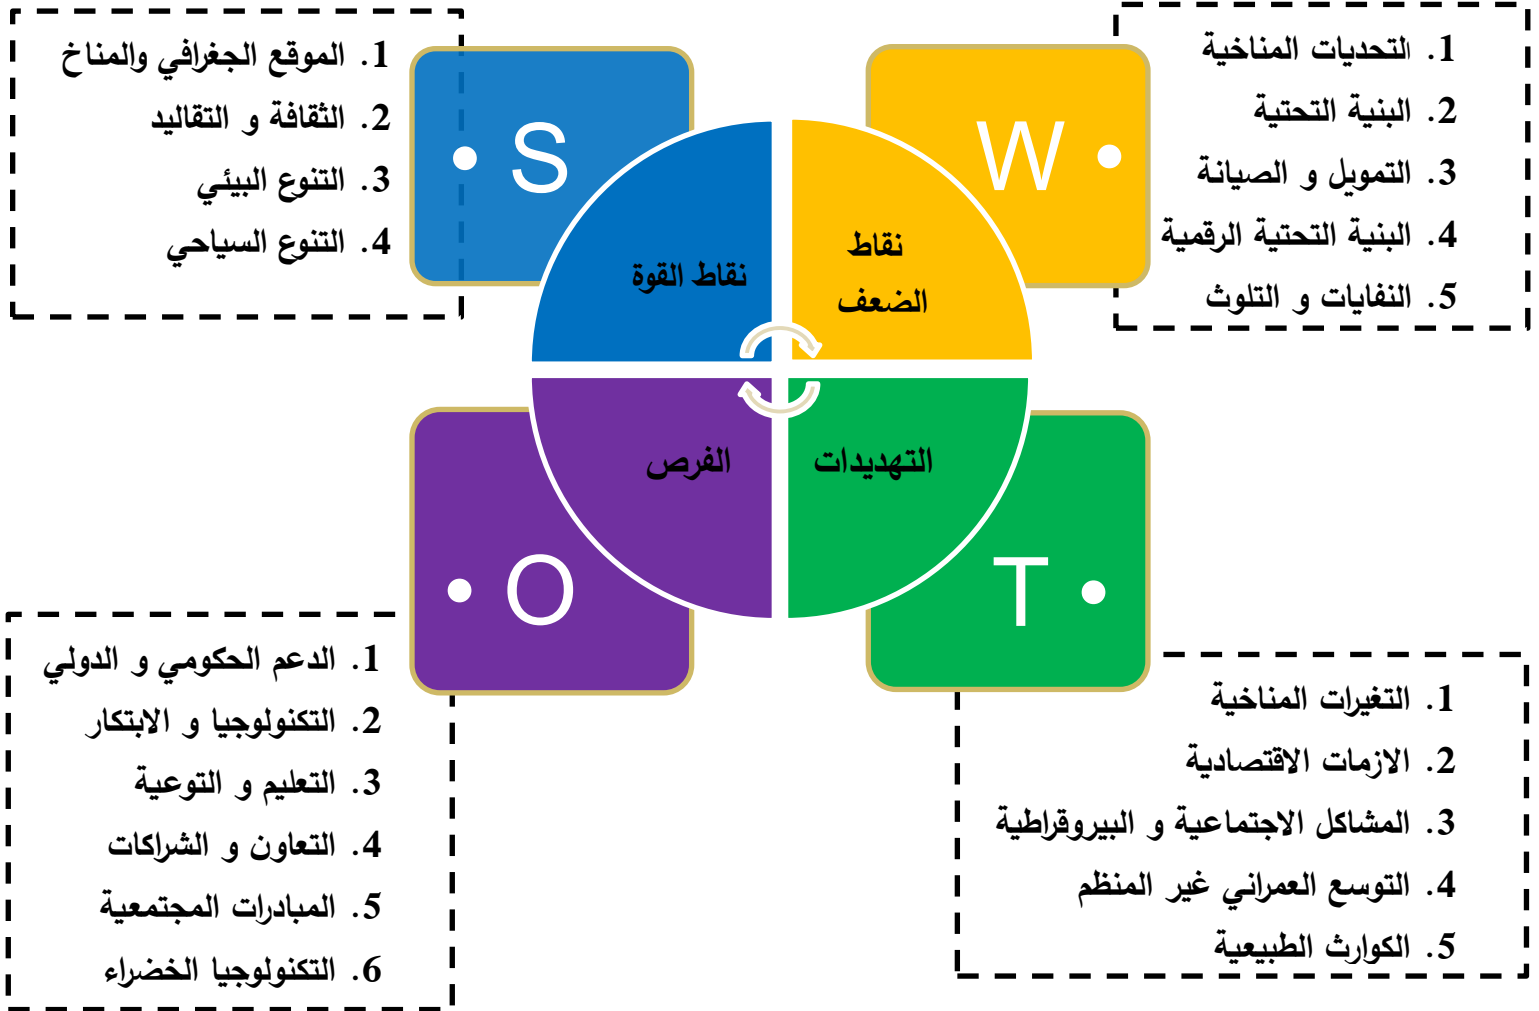 1. الموقع الجغرافي والمناخ
2. الثقافة و التقاليد
3. التنوع البيئي
4. التنوع السياحي
S
نقاط القوة
1. التحديات المناخية
2. البنية التحتية
3. التمويل و الصيانة
4. البنية التحتية الرقمية
5. النفايات و التلوث
W
نقاط
الضعف
O
الفرص
1. الدعم الحكومي و الدولي
2. التكنولوجيا و الابتكار
3. التعليم و التوعية
4. التعاون و الشراكات
5. المبادرات المجتمعية
6. التكنولوجيا الخضراء
T
التهديدات
1. التغيرات المناخية
2. الازمات الاقتصادية
3. المشاكل الاجتماعية و البيروقراطية
4. التوسع العمراني غير المنظم
5. الكوارث الطبيعية